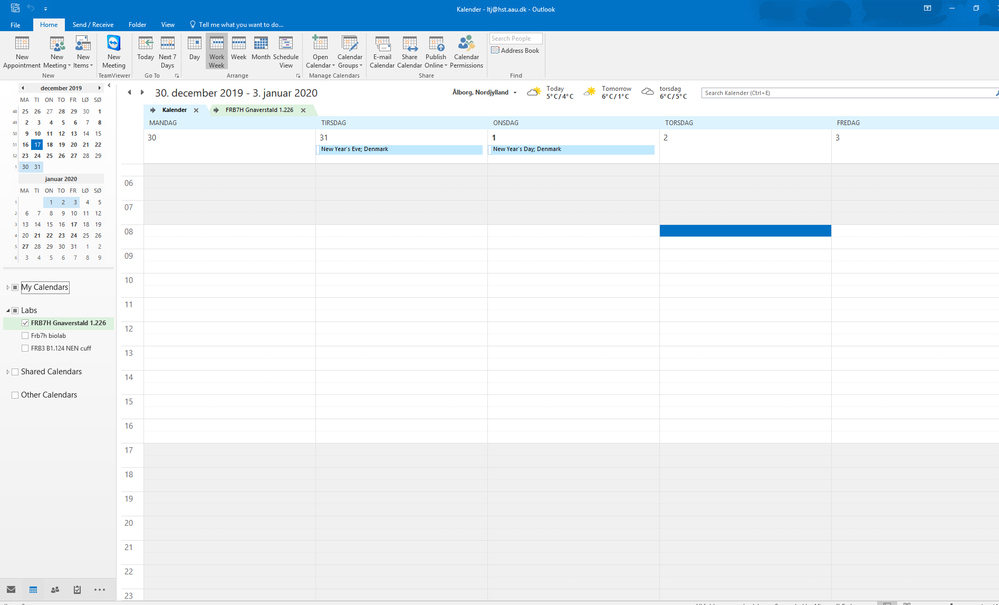 Kalender - ltj@hst.aau.dk - Outlook
File Home Send / Receive Folder View Tell me what you want to do...
New Appointment
New Meeting
New Items
New
New Meeting
TeamViewer
Today
Next 7 Days
Go To
Day
Work Week
Week
Month
Schedule View
Arrange
Open Calendar
Calendar Groups
Manage Calendars
E-mail Calendar
Share Calendar
Publish Online
Calendar Permissions
Share
Search People
Address Book
Find
december 2019
MA TI ON TO FR LØ SØ
48 25 26 27 28 29 30 1
49 2 3 4 5 6 7 8
50 9 10 11 12 13 14 15
51 16 17 18 19 20 21 22
52 23 24 25 26 27 28 29
1 30 31
januar 2020
MA TI ON TO FR LØ SØ
1 1 2 3 4 5
2 6 7 8 9 10 11 12
3 13 14 15 16 17 18 19
4 20 21 22 23 24 25 26
5 27 28 29 30 31 1 2
6 3 4 5 6 7 8 9
My Calendars
Labs
FRB7H Gnaverstald 1.226
Frb7h biolab
FRB3 B1.124 NEN cuff
Shared Calendars
Other Calendars
30. december 2019 - 3. januar 2020
Ålborg, Nordjylland
Today
5°C/4°C
Tomorrow
6°C/1°C
torsdag
6°C/5°C
Search Kalender (Ctrl+E)
Kalender
FRB7H Gnaverstald 1.226
MANDAG TIRSDAG ONSDAG TORSDAG FREDAG
30 31 1 2 3
New Year's Eve; Denmark New Year's Day; Denmark
06
07
08
09
10
11
12
13
14
15
16
17
18
19
20
21
22
23